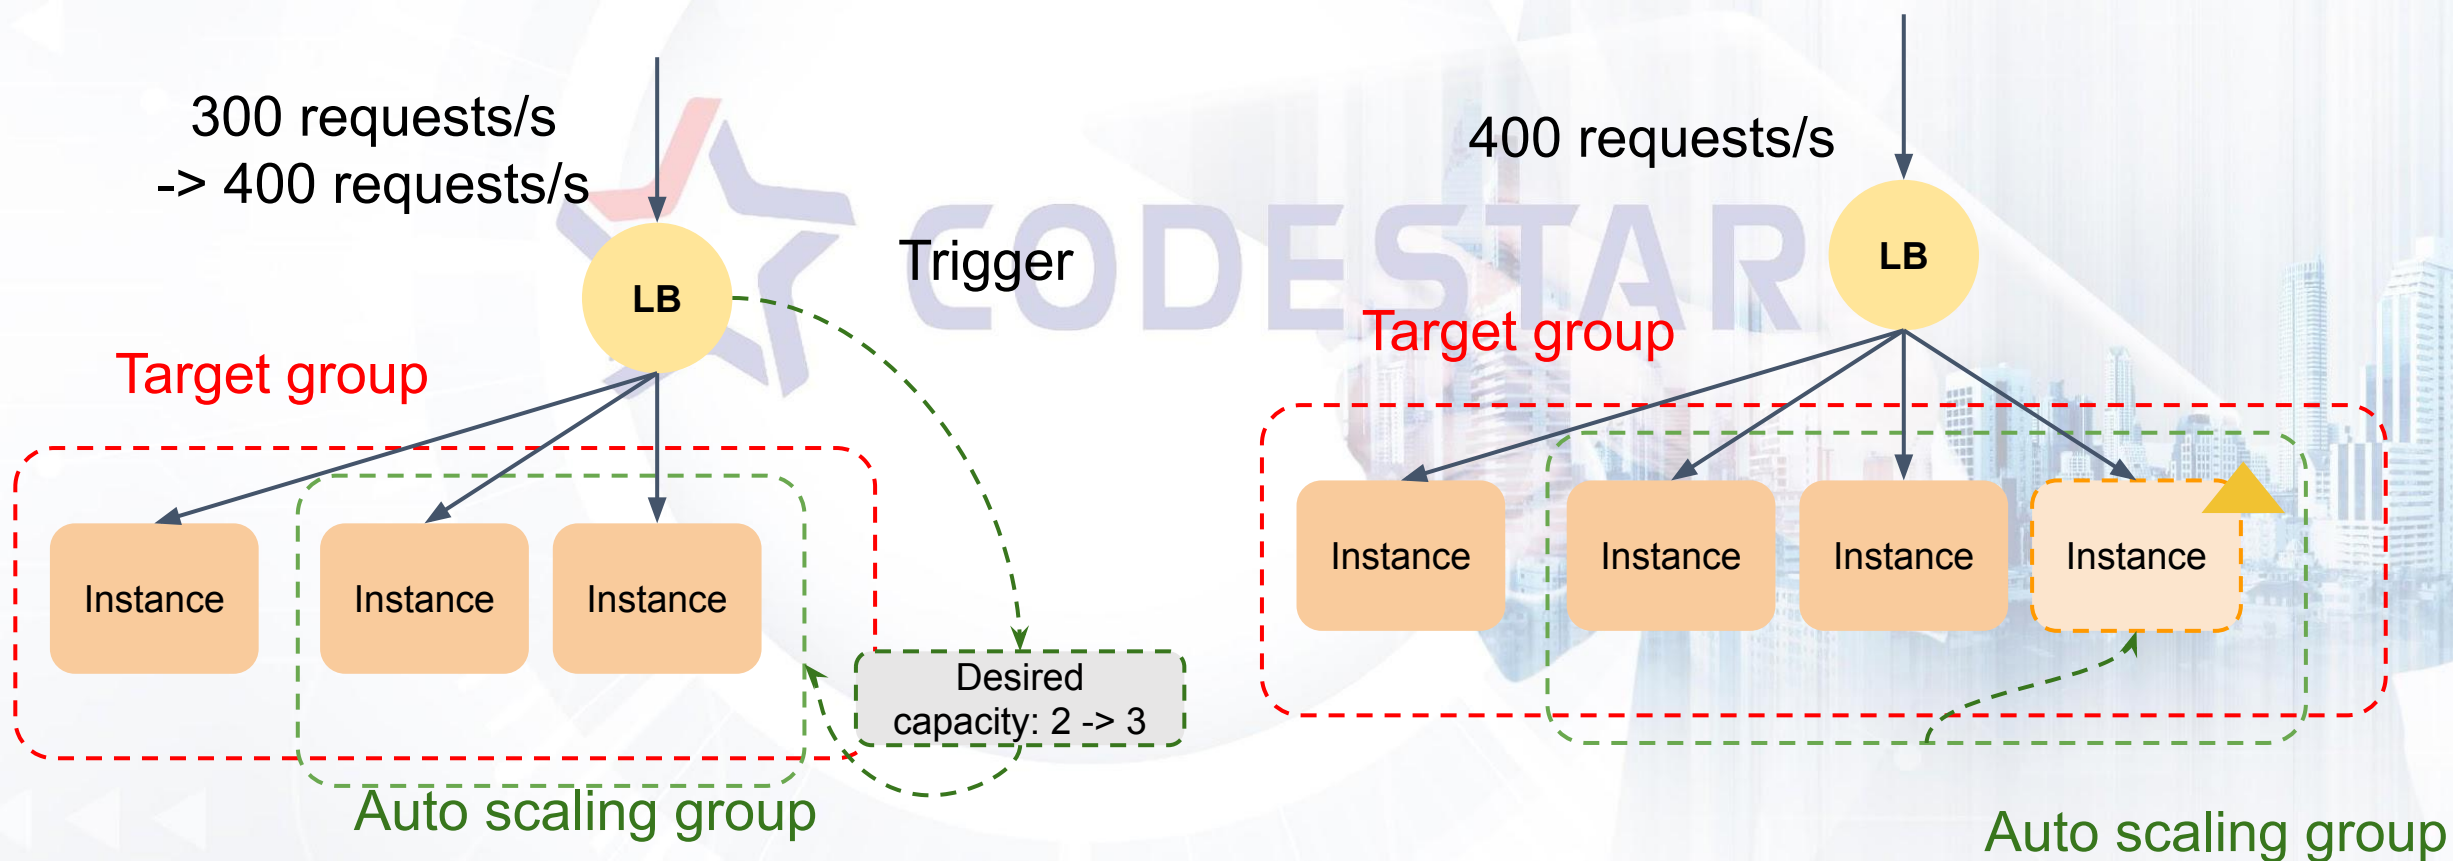 300 requests/s
-> 400 requests/s
LB
Trigger
Target group
Instance
Instance
Instance
Desired
capacity: 2 -> 3
Auto scaling group
CODESTAR
400 requests/s
LB
Target group
Instance
Instance
Instance
Instance
Auto scaling group